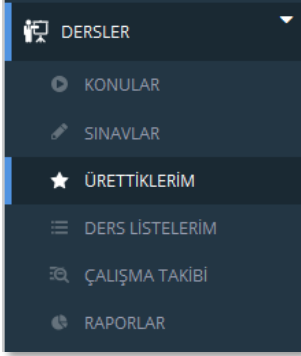 DERSLER
KONULAR
SINAVLAR
ÜRETTİKLERİM
DERS LİSTELERİM
ÇALIŞMA TAKİBİ
RAPORLAR